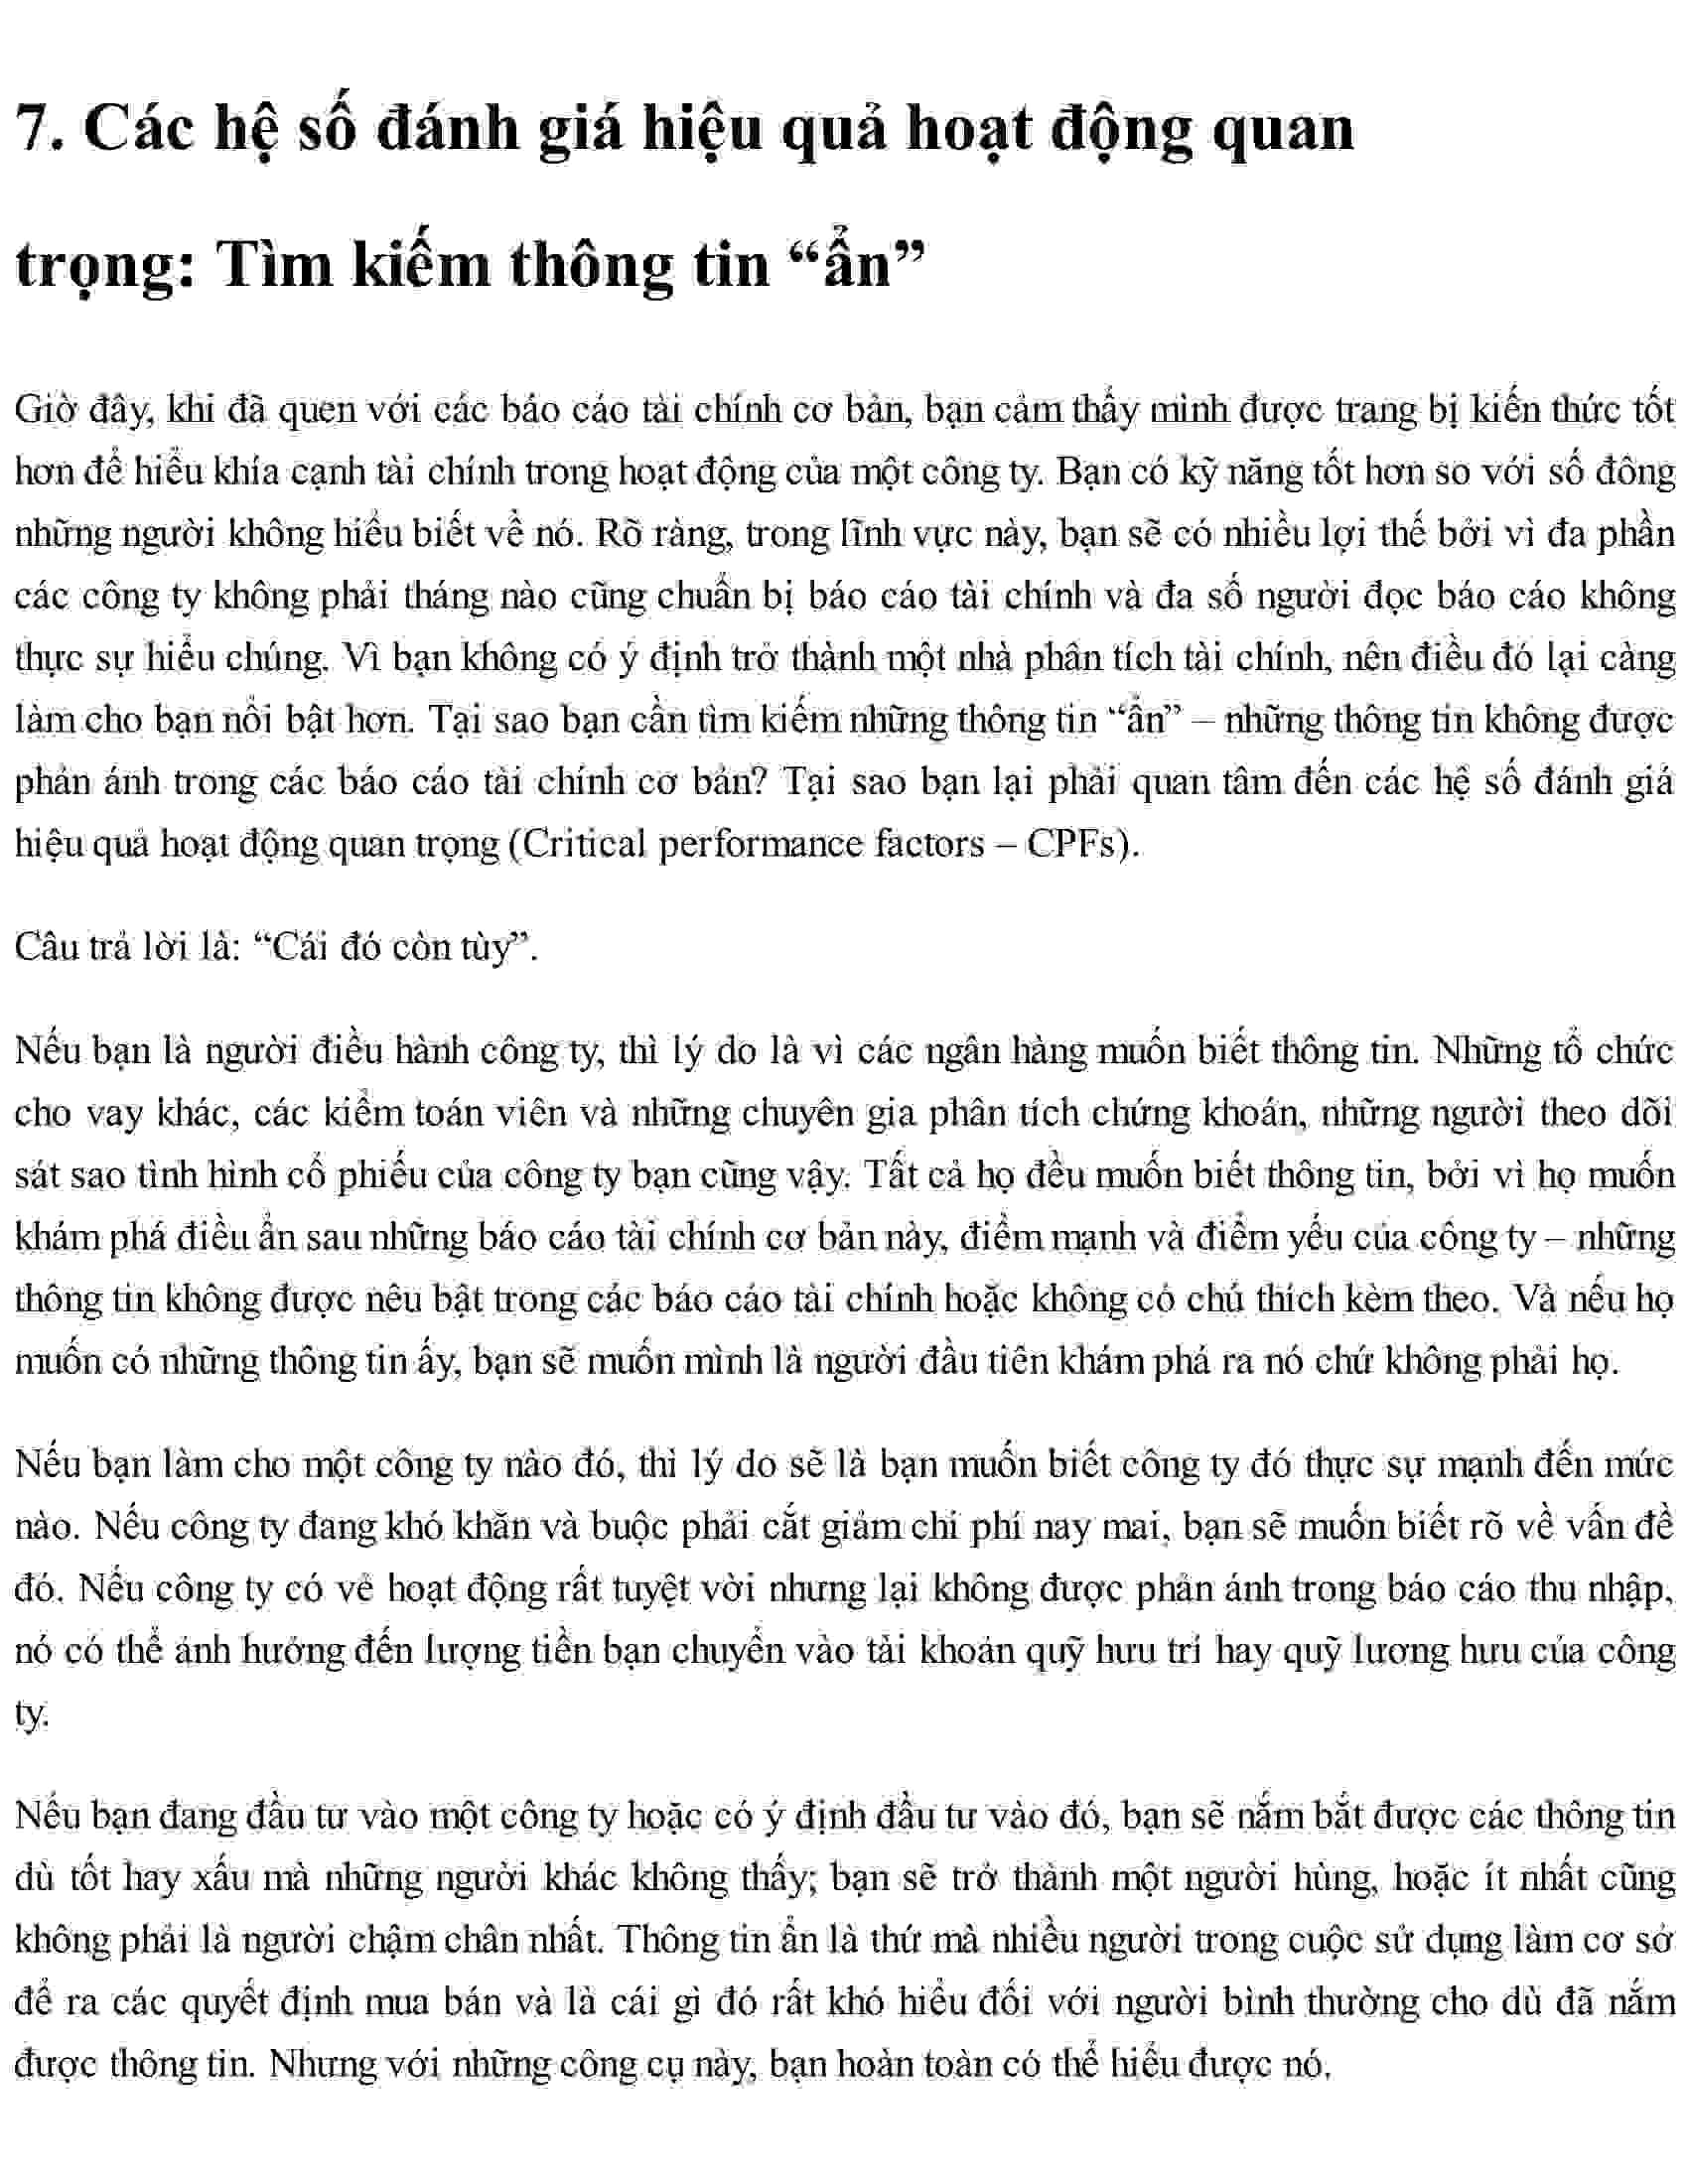 7. Các hệ số đánh giá hiệu quả hoạt động quan
trọng: Tìm kiếm thông tin “ẩn”
Giờ đây, khi đã quen với các báo cáo tài chính cơ bản, bạn cảm thấy mình được trang bị kiến thức tốt
hơn để hiểu khía cạnh tài chính trong hoạt động của một công ty. Bạn có kỹ năng tốt hơn so với số đông
những người không hiểu biết về nó. Rõ ràng, trong lĩnh vực này, bạn sẽ có nhiều lợi thế bởi vì đa phần
các công ty không phải tháng nào cũng chuẩn bị báo cáo tài chính và đa số người đọc báo cáo không
thực sự hiểu chúng. Vì bạn không có ý định trở thành một nhà phân tích tài chính, nên điều đó lại càng
làm cho bạn nổi bật hơn. Tại sao bạn cần tìm kiếm những thông tin “ẩn” – những thông tin không được
phản ánh trong các báo cáo tài chính cơ bản? Tại sao bạn lại phải quan tâm đến các hệ số đánh giá
hiệu quả hoạt động quan trọng (Critical performance factors – CPFs).
Câu trả lời là: “Cái đó còn tùy”.
Nếu bạn là người điều hành công ty, thì lý do là vì các ngân hàng muốn biết thông tin. Những tổ chức
cho vay khác, các kiểm toán viên và những chuyên gia phân tích chứng khoán, những người theo dõi
sát sao tình hình cổ phiếu của công ty bạn cũng vậy. Tất cả họ đều muốn biết thông tin, bởi vì họ muốn
khám phá điều ẩn sau những báo cáo tài chính cơ bản này, điểm mạnh và điểm yếu của công ty – những
thông tin không được nêu bật trong các báo cáo tài chính hoặc không có chú thích kèm theo. Và nếu họ
muốn có những thông tin ấy, bạn sẽ muốn mình là người đầu tiên khám phá ra nó chứ không phải họ.
Nếu bạn làm cho một công ty nào đó, thì lý do sẽ là bạn muốn biết công ty đó thực sự mạnh đến mức
nào. Nếu công ty đang khó khăn và buộc phải cắt giảm chi phí nay mai, bạn sẽ muốn biết rõ về vấn đề
đó. Nếu công ty có vẻ hoạt động rất tuyệt vời nhưng lại không được phản ánh trong báo cáo thu nhập,
nó có thể ảnh hưởng đến lượng tiền bạn chuyển vào tài khoản quỹ hưu trí hay quỹ lương hưu của công
ty.
Nếu bạn đang đầu tư vào một công ty hoặc có ý định đầu tư vào đó, bạn sẽ nắm bắt được các thông tin
dù tốt hay xấu mà những người khác không thấy; bạn sẽ trở thành một người hùng, hoặc ít nhất cũng
không phải là người chậm chân nhất. Thông tin ẩn là thứ mà nhiều người trong cuộc sử dụng làm cơ sở
để ra các quyết định mua bán và là cái gì đó rất khó hiểu đối với người bình thường cho dù đã nắm
được thông tin. Nhưng với những công cụ này, bạn hoàn toàn có thể hiểu được nó.